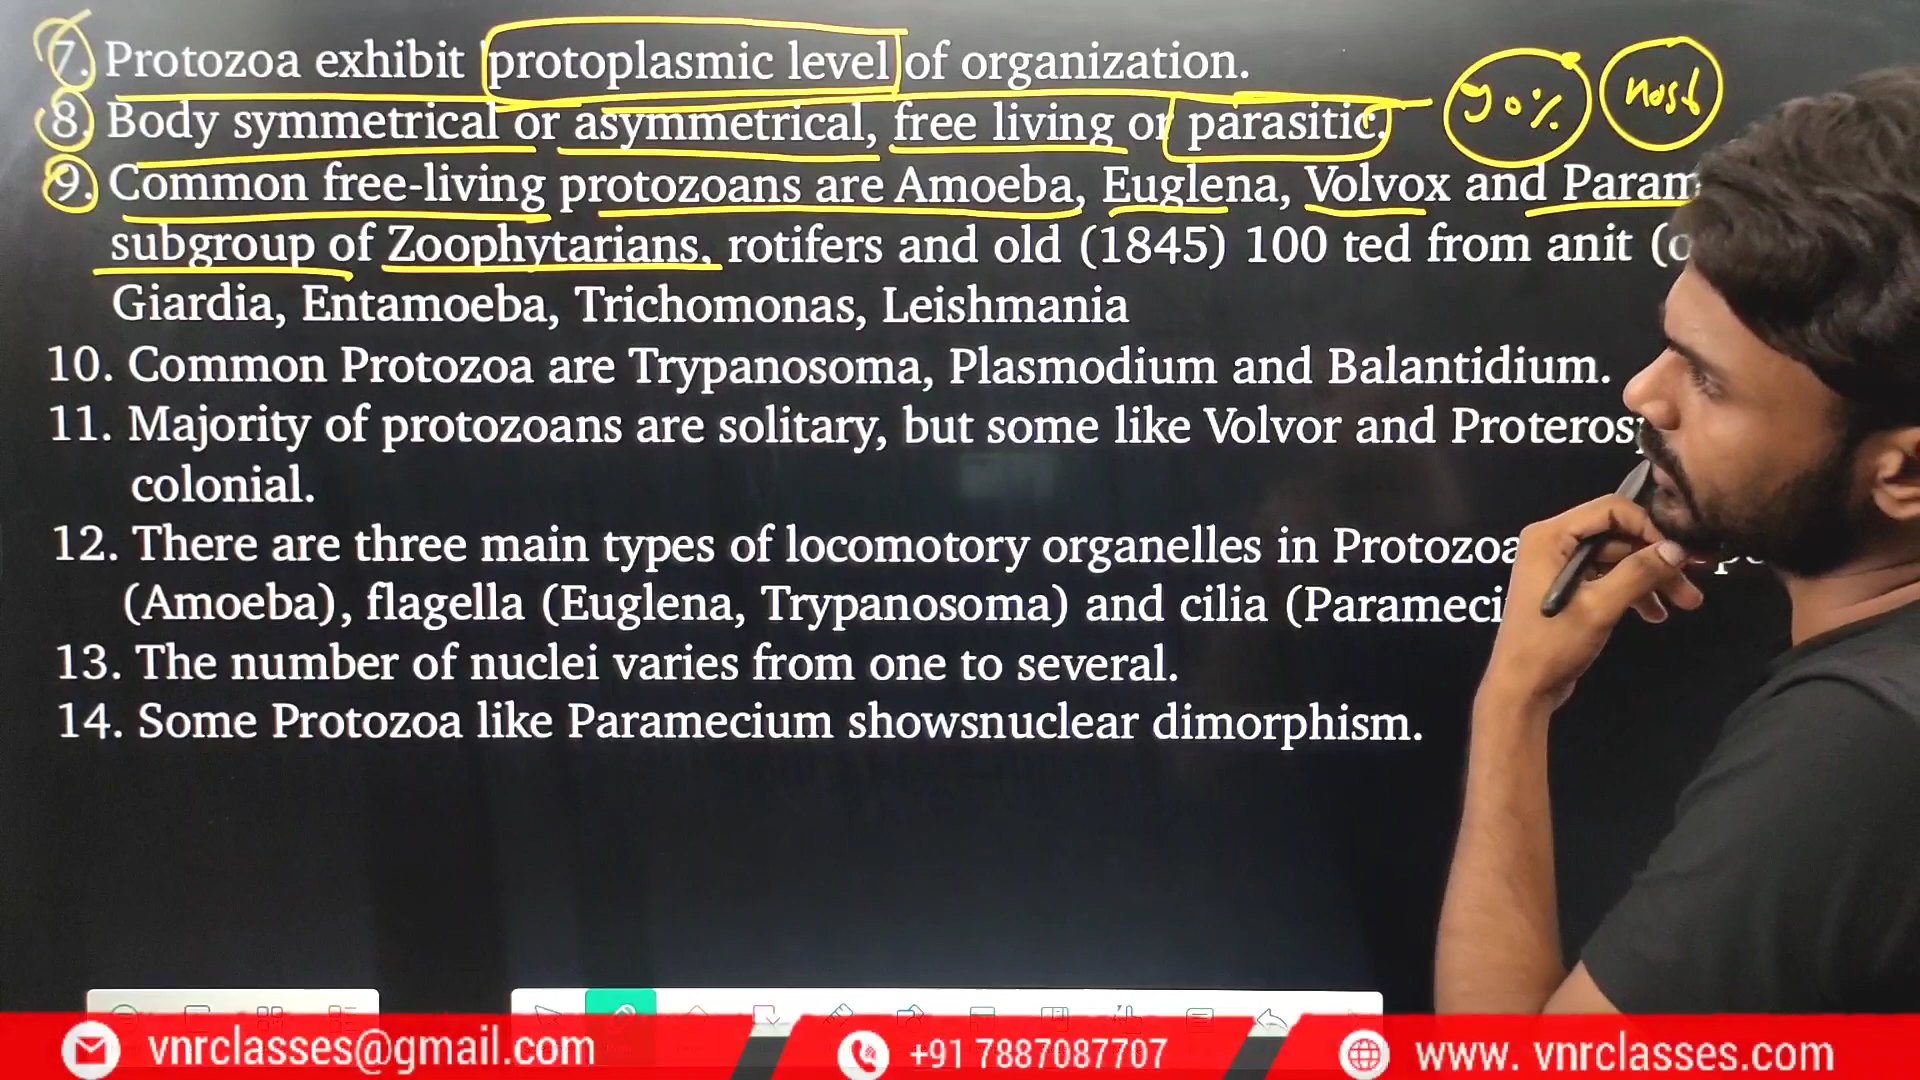 7. Protozoa exhibit protoplasmic level of organization.
8. Body symmetrical or asymmetrical, free living or parasitic.
90%
9. Common free-living protozoans are Amoeba, Euglena, Volvox and Param
subgroup of Zoophytarians, rotifers and old (1845) 100 ted from anit (o
Giardia, Entamoeba, Trichomonas, Leishmania
10. Common Protozoa are Trypanosoma, Plasmodium and Balantidium.
11. Majority of protozoans are solitary, but some like Volvor and Proteros
colonial.
12. There are three main types of locomotory organelles in Protozoa
(Amoeba), flagella (Euglena, Trypanosoma) and cilia (Parameci
13. The number of nuclei varies from one to several.
14. Some Protozoa like Paramecium showsnuclear dimorphism.
vnrclasses@gmail.com
+91 7887087707
www. vnrclasses.com